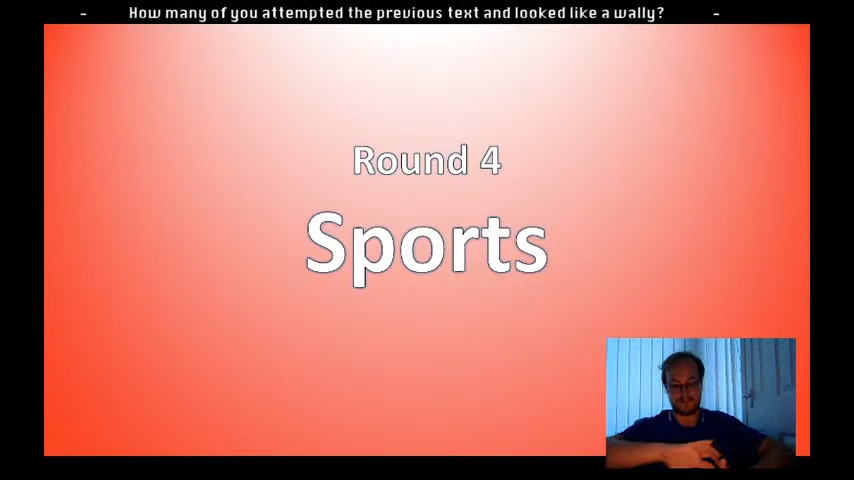 - How many of you attempted the previous text and looked like a wally? -
Round 4
Sports